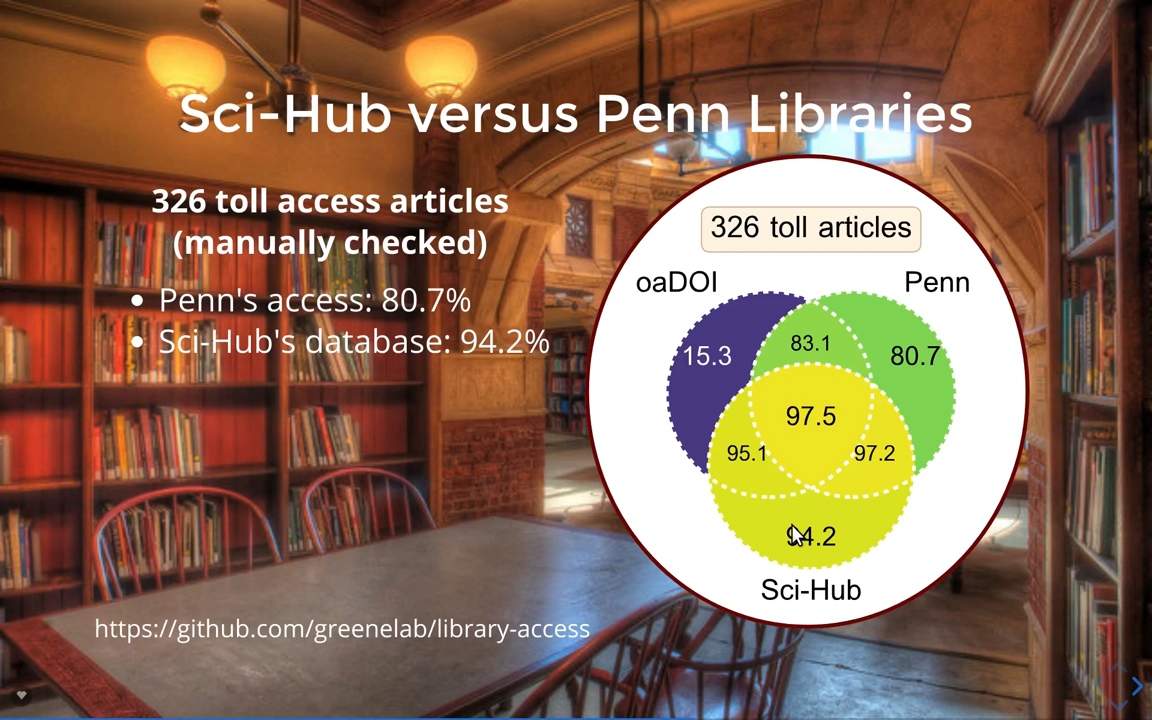 Sci-Hub versus Penn Libraries
326 toll access articles
(manually checked)
• Penn's access: 80.7%
• Sci-Hub's database: 94.2%
https://github.com/greenelab/library-access
326 toll articles
oaDOI
Penn
15.3
83.1
80.7
97.5
95.1
97.2
94.2
Sci-Hub